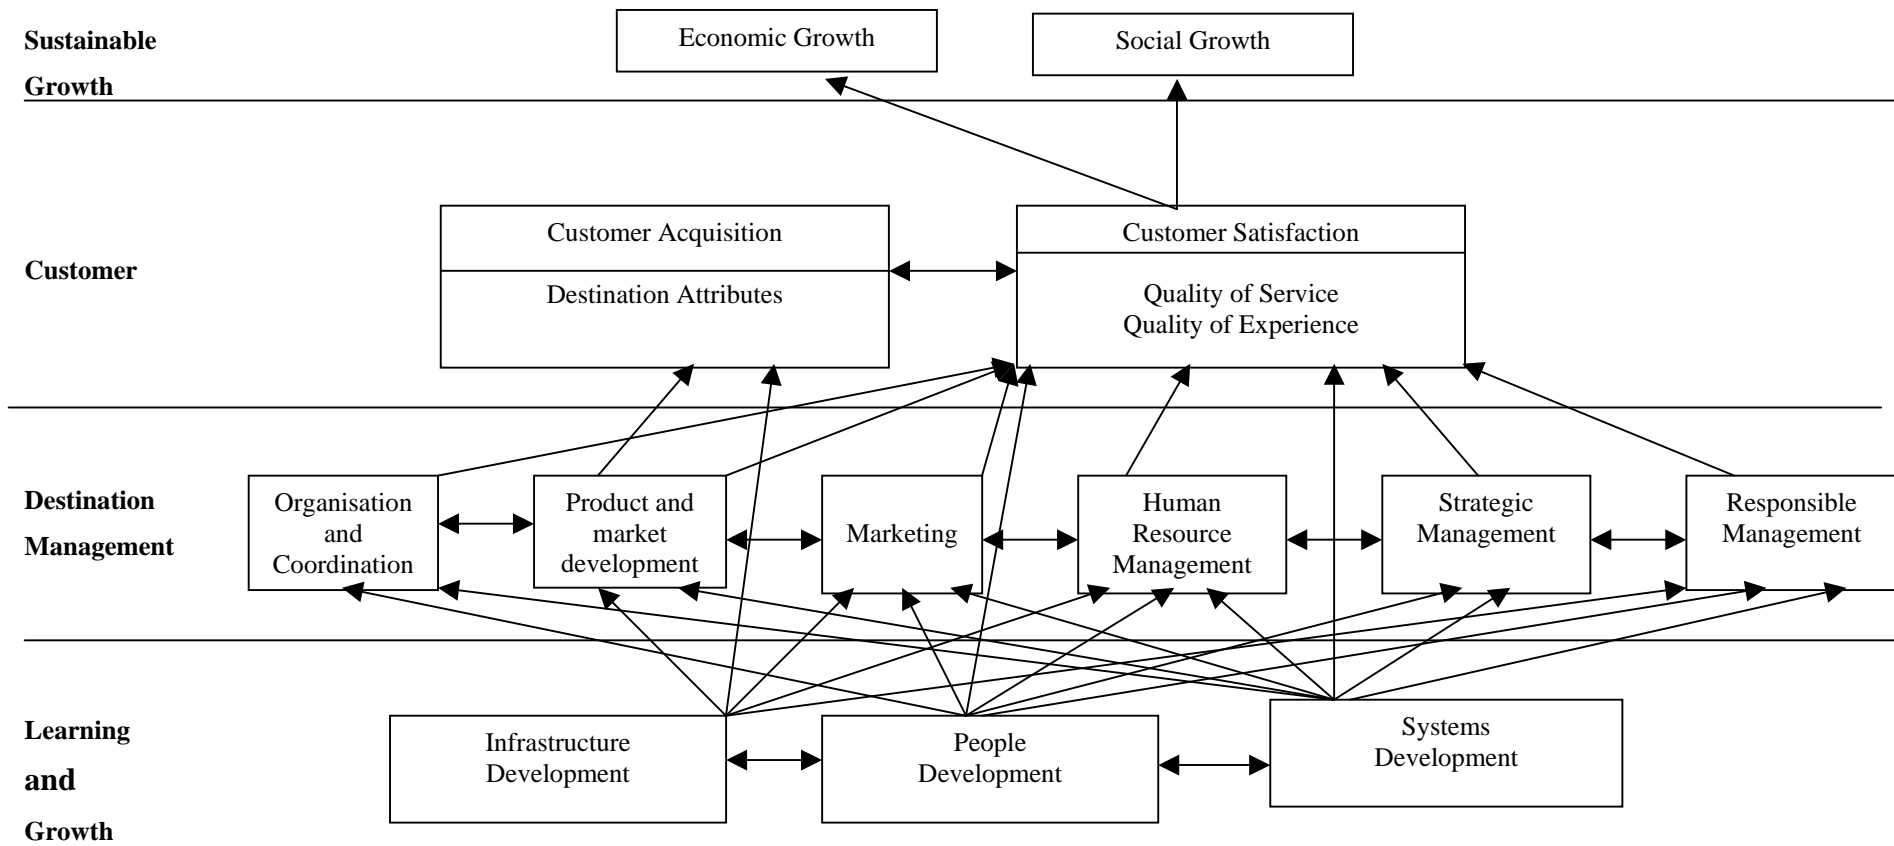 Sustainable
Growth
Economic Growth
Social Growth
Customer
Customer Acquisition
Destination Attributes
Customer Satisfaction
Quality of Service
Quality of Experience
Destination
Management
Organisation
and
Coordination
Product and
market
development
Marketing
Human
Resource
Management
Strategic
Management
Responsible
Management
Learning
and
Growth
Infrastructure
Development
People
Development
Systems
Development